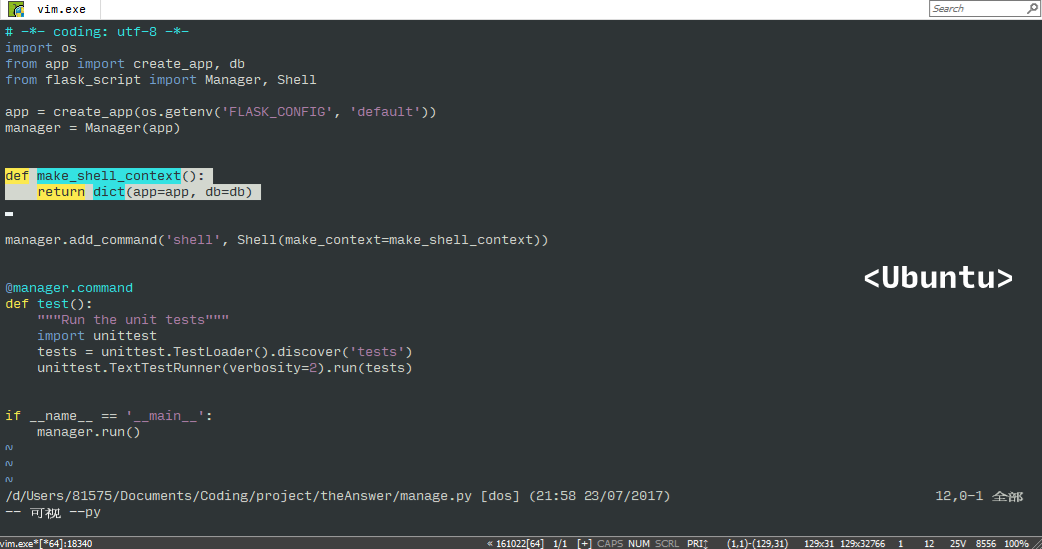 vim.exe
Search
# -*- coding: utf-8 -*-
import os
from app import create_app, db
from flask_script import Manager, Shell
app = create_app(os.getenv('FLASK_CONFIG', 'default'))
manager = Manager(app)
def make_shell_context():
    return dict(app=app, db=db)
manager.add_command('shell', Shell(make_context=make_shell_context))
<Ubuntu>
@manager.command
def test():
    """Run the unit tests"""
    import unittest
    tests = unittest.TestLoader().discover('tests')
    unittest.TextTestRunner(verbosity=2).run(tests)
if __name__ == '__main__':
    manager.run()
~
~
~
/d/Users/81575/Documents/Coding/project/theAnswer/manage.py [dos] (21:58 23/07/2017) 12,0-1 全部
-- 可视 --py
vim.exe*[*64]:18340 « 161022[64] 1/1 [+] CAPS NUM SCRL PRI↕ (1,1)-(129,31) 129x31 129x32766 1 12 25V 8556 100%